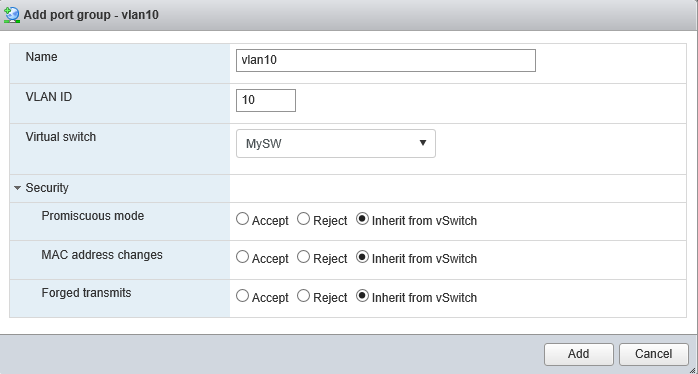 Add port group - vlan10
Name vlan10
VLAN ID 10
Virtual switch MySW
Security
Promiscuous mode Accept Reject Inherit from vSwitch
MAC address changes Accept Reject Inherit from vSwitch
Forged transmits Accept Reject Inherit from vSwitch
Add Cancel